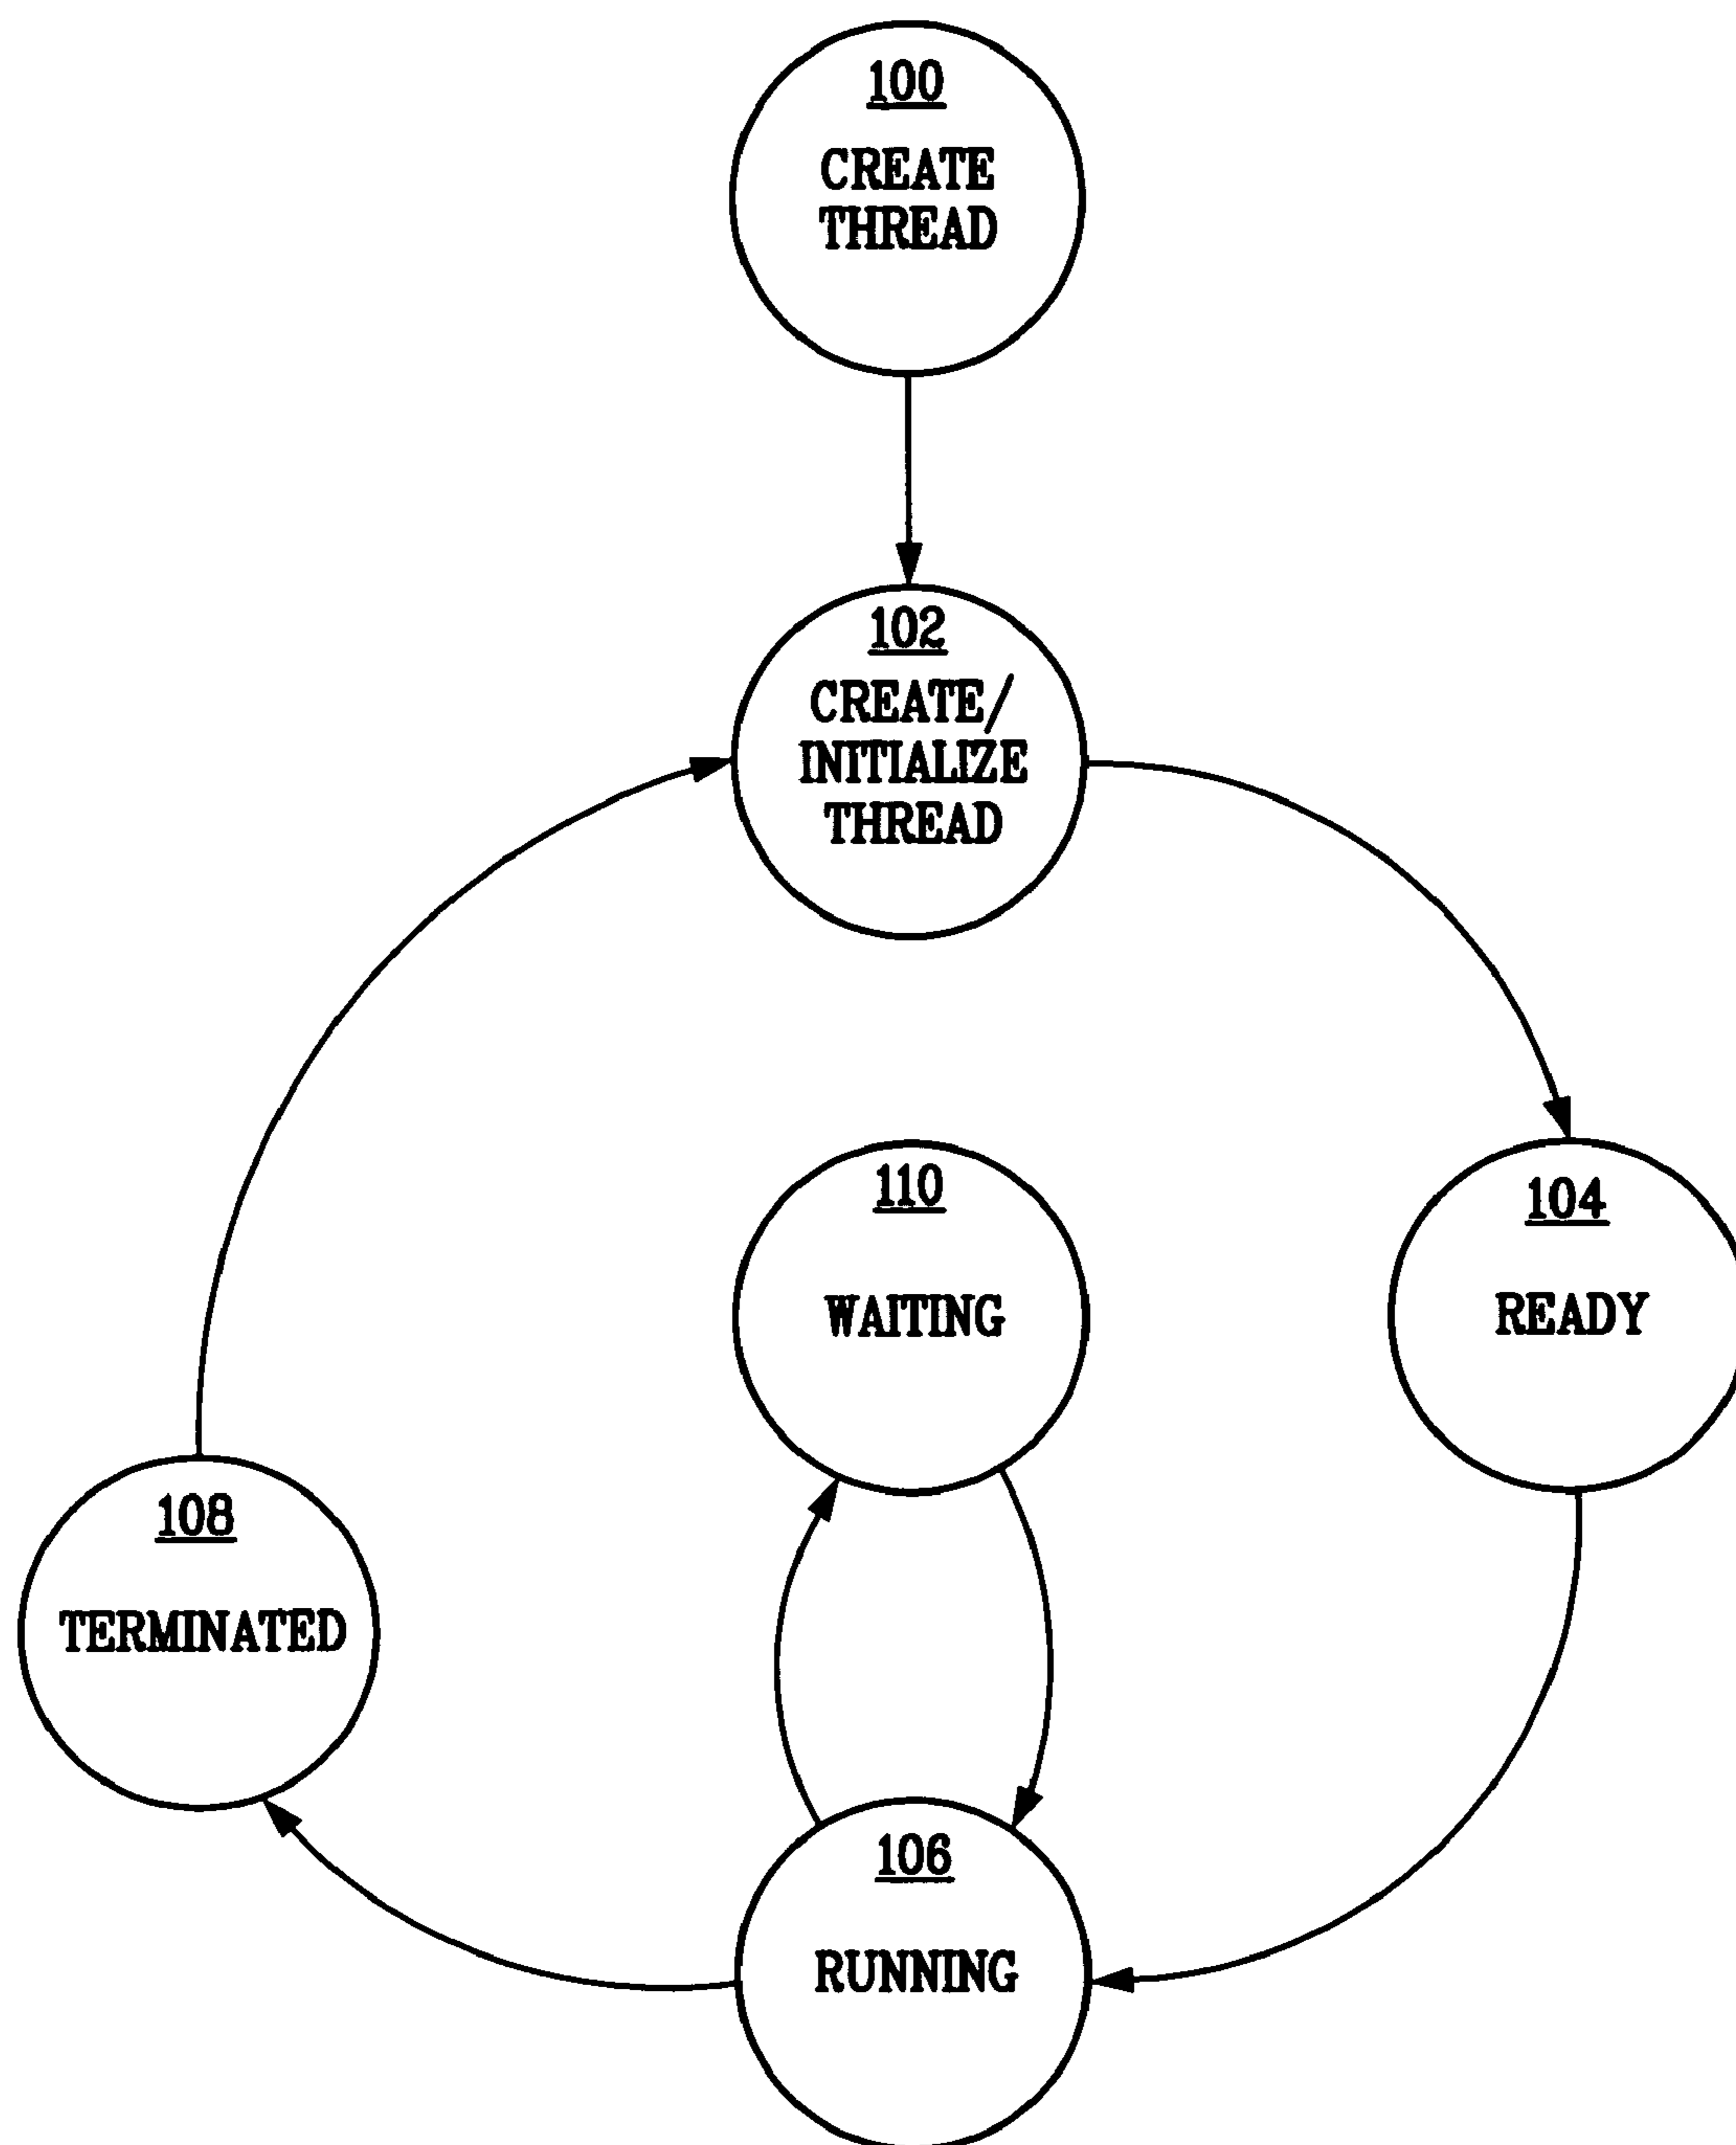 100
CREATE
THREAD
102
CREATE/
INITIALIZE
THREAD
110
WAITING
104
READY
108
TERMINATED
106
RUNNING